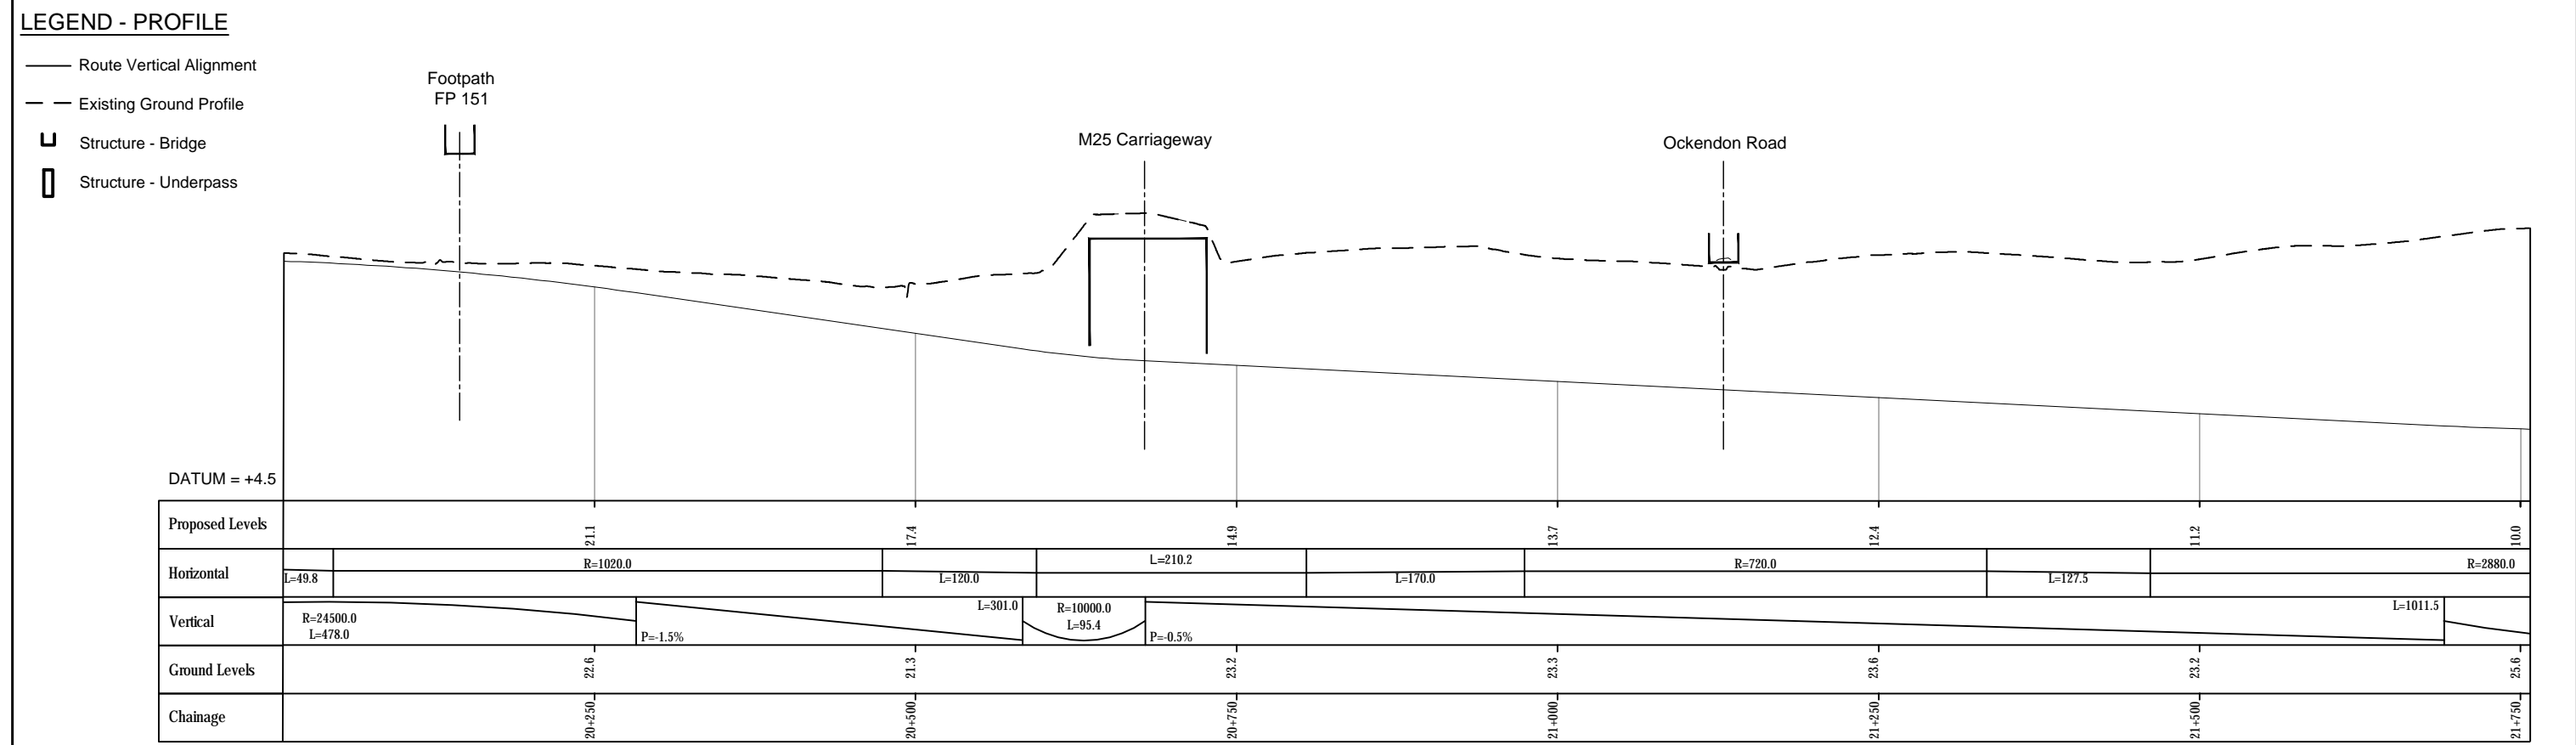 LEGEND - PROFILE
Route Vertical Alignment
Existing Ground Profile
Structure - Bridge
Structure - Underpass
Footpath
FP 151
M25 Carriageway
Ockendon Road
DATUM = +4.5
Proposed Levels
21.1
17.4
14.9
13.7
12.4
11.2
10.0
Horizontal
L=49.8
R=1020.0
L=120.0
L=210.2
L=170.0
R=720.0
L=127.5
R=2880.0
Vertical
R=24500.0
L=478.0
P=-1.5%
L=301.0
R=10000.0
L=95.4
P=-0.5%
L=1011.5
Ground Levels
22.6
21.3
23.2
23.3
23.6
23.2
25.6
Chainage
20+250
20+500
20+750
21+000
21+250
21+500
21+750